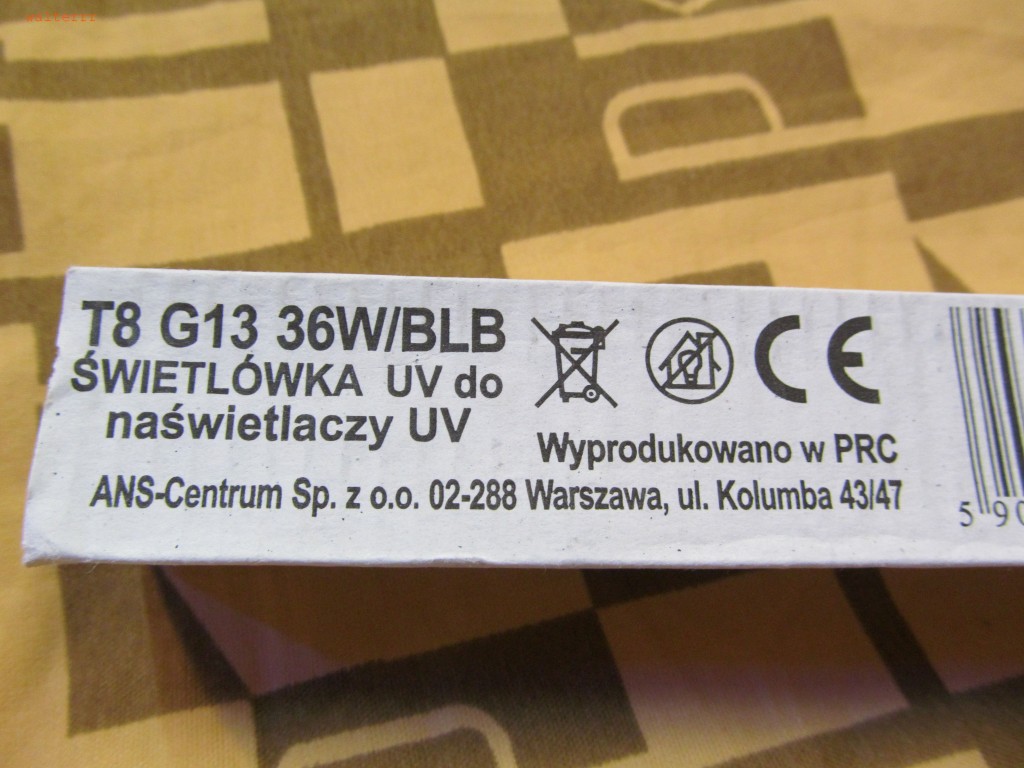 T8 G13 36W/BLB
ŚWIETLÓWKA UV do
naświetlaczy UV
CE
Wyprodukowano w PRC
ANS-Centrum Sp. z o.o. 02-288 Warszawa, ul. Kolumba 43/47
5 90